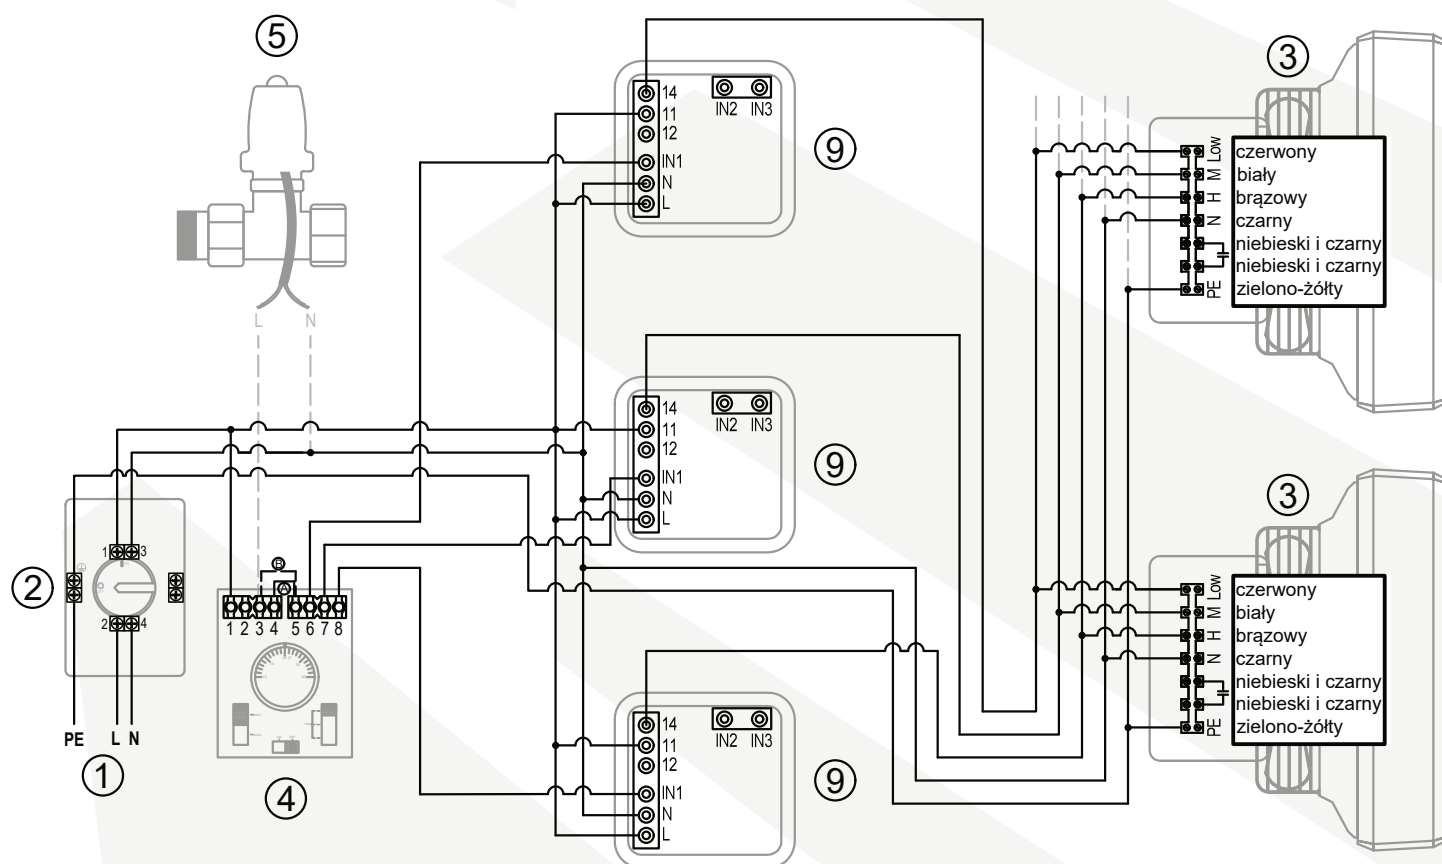 5
14
11
12
IN1
N
L
IN2 IN3
9
3
Low
M
H
N
PE
czerwony
biały
brązowy
czarny
niebieski i czarny
niebieski i czarny
zielono-żółty
L N
14
11
12
IN1
N
L
IN2 IN3
9
2
1 3
2 4
PE L N
1
B
A
1 2 3 4 5 6 7 8
4
14
11
12
IN1
N
L
IN2 IN3
9
3
Low
M
H
N
PE
czerwony
biały
brązowy
czarny
niebieski i czarny
niebieski i czarny
zielono-żółty